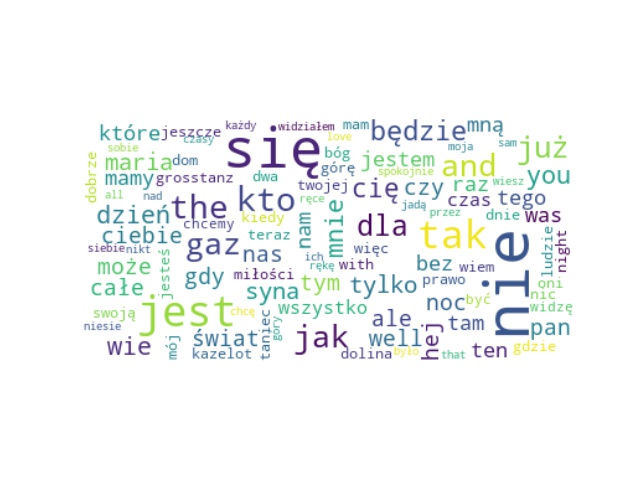 każdy widziałem mam będzie mną
które jeszcze czasy się love sam już
sobie bóg moja
dobrze maria dom górę jestem and
mamy grosstanz dwa spokojnie raz wiesz you
all nad the kto twojej cię czy czas tego
dzień chcemy kiedy ręce jadą przez dnie was
ciebie teraz nam mnie dla tak
siebie nikt gaz nas więc nie ludzie night
może jesteś gdy miłości ich rękę with bez wiem oni
całe syna tym tylko prawo nic
swoją jest chcę wszystko noc być widzę
niesie góry ale tam pan
wie mój świat taniec jak well hej ten gdzie
kazelot dolina było that